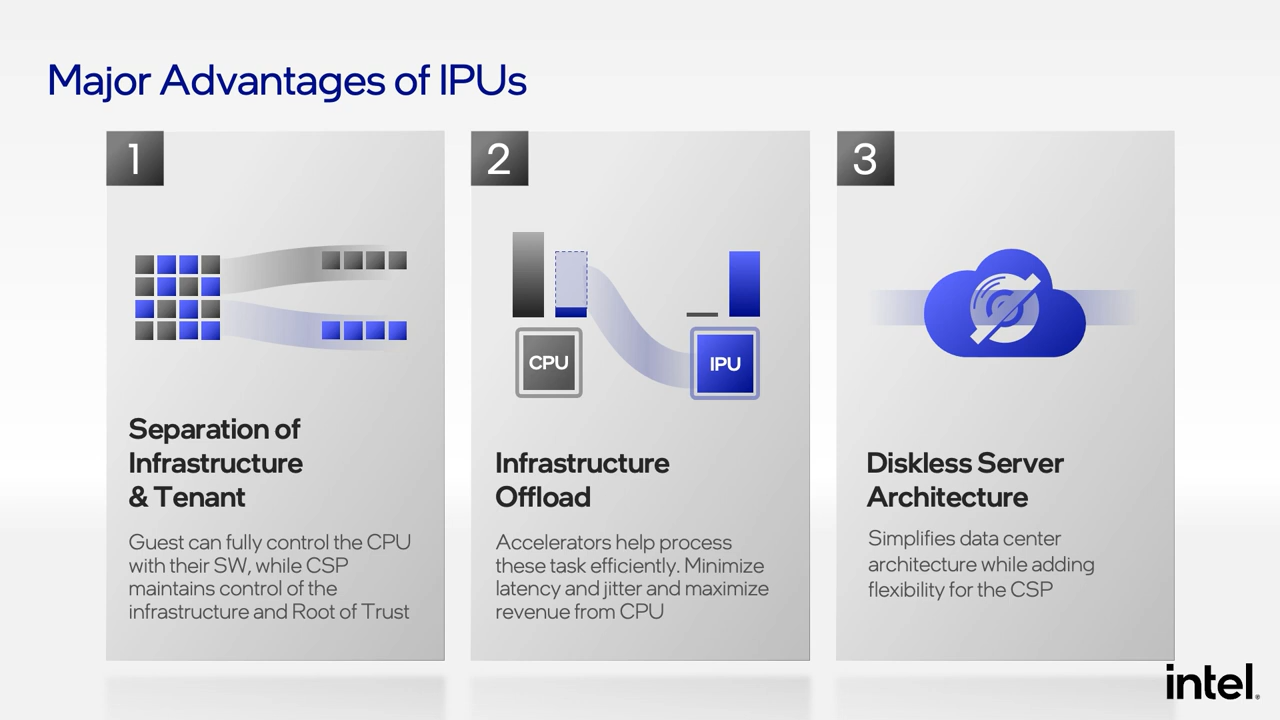 Major Advantages of IPUs
1
Separation of
Infrastructure
& Tenant
Guest can fully control the CPU
with their SW, while CSP
maintains control of the
infrastructure and Root of Trust
2
CPU
IPU
Infrastructure
Offload
Accelerators help process
these task efficiently. Minimize
latency and jitter and maximize
revenue from CPU
3
Diskless Server
Architecture
Simplifies data center
architecture while adding
flexibility for the CSP
intel.